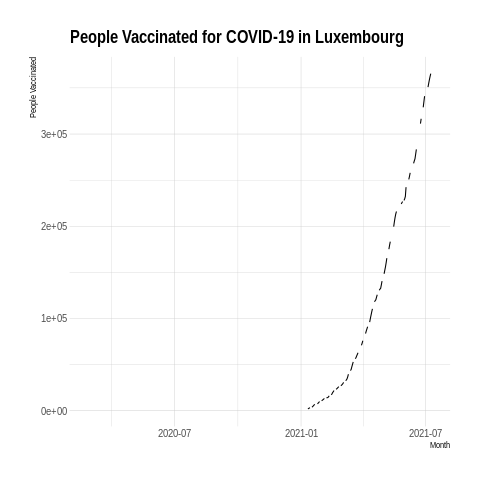 People Vaccinated for COVID-19 in Luxembourg
People Vaccinated
3e+05
2e+05
1e+05
0e+00
2020-07
2021-01
2021-07
Month